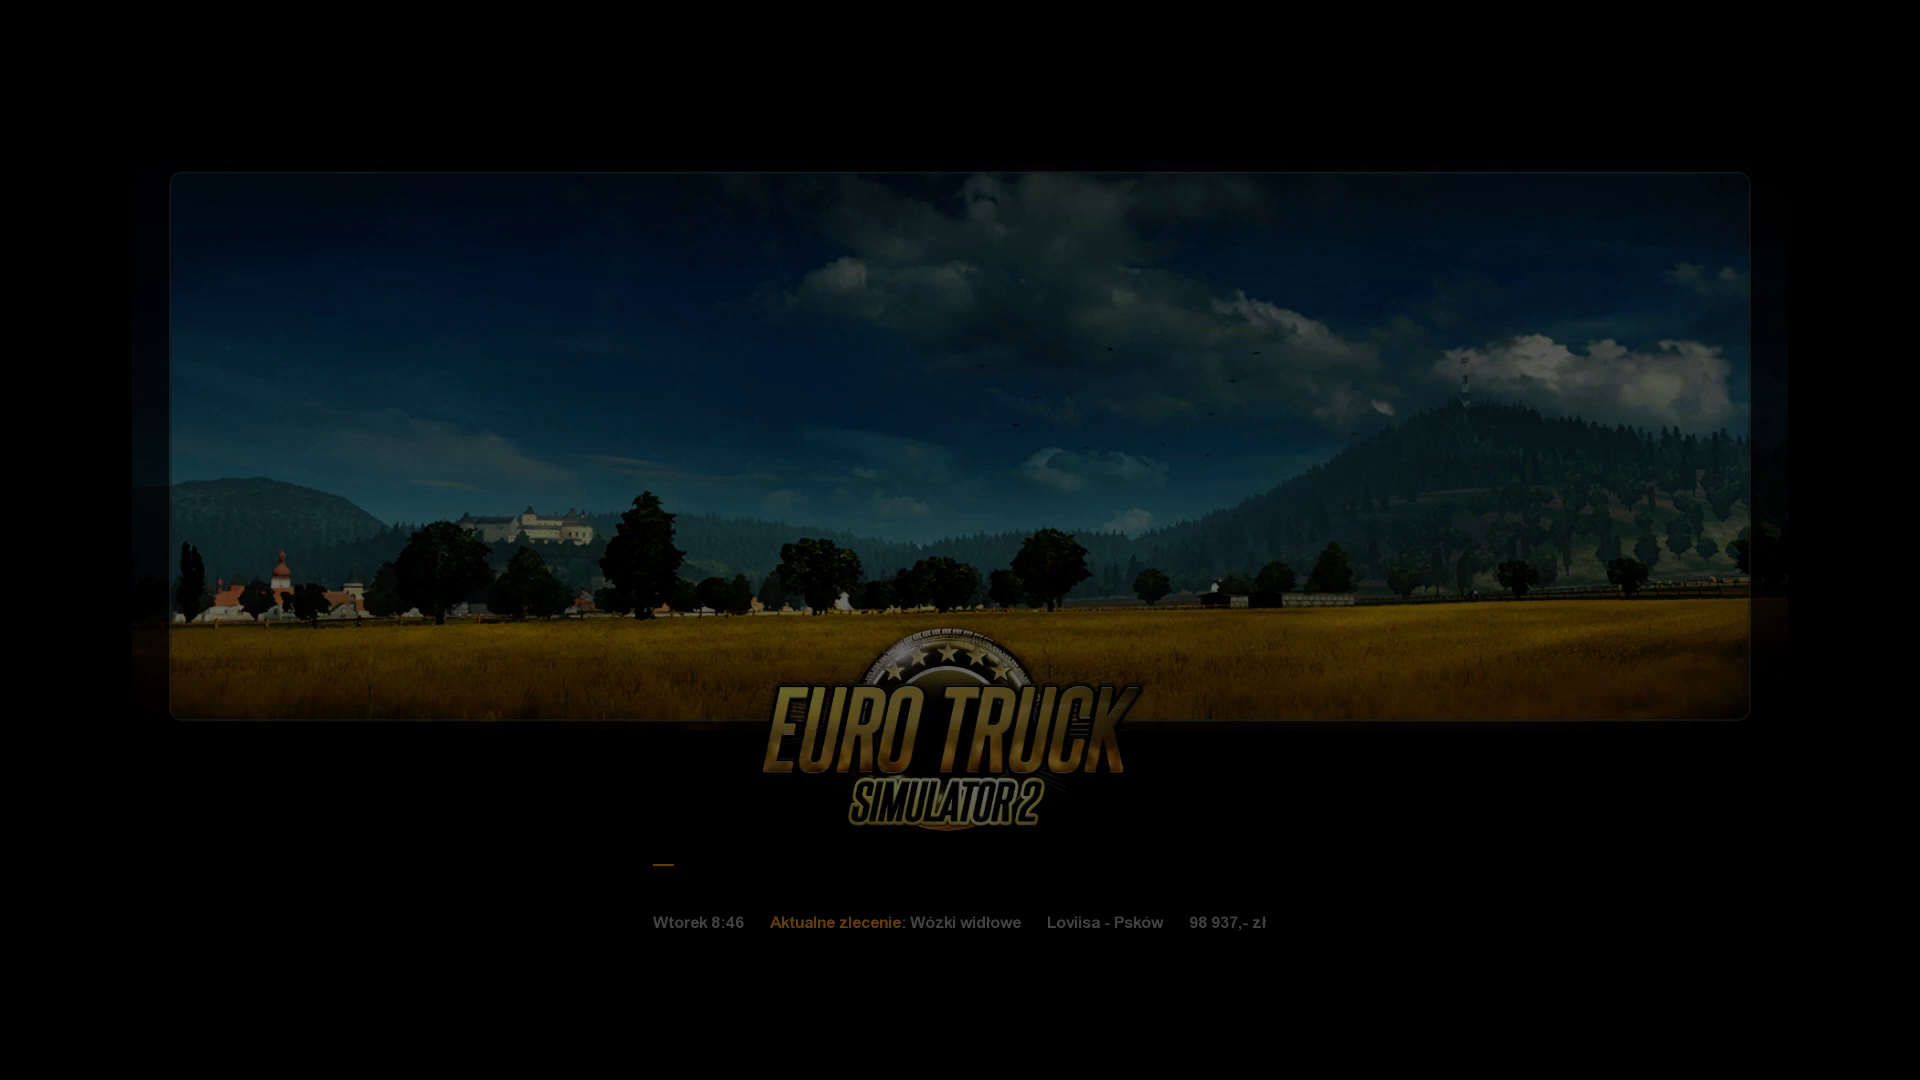 EURO TRUCK
SIMULATOR 2
Wtorek 8:46 Aktualne zlecenie: Wózki widłowe Loviisa - Psków 98 937,- zł